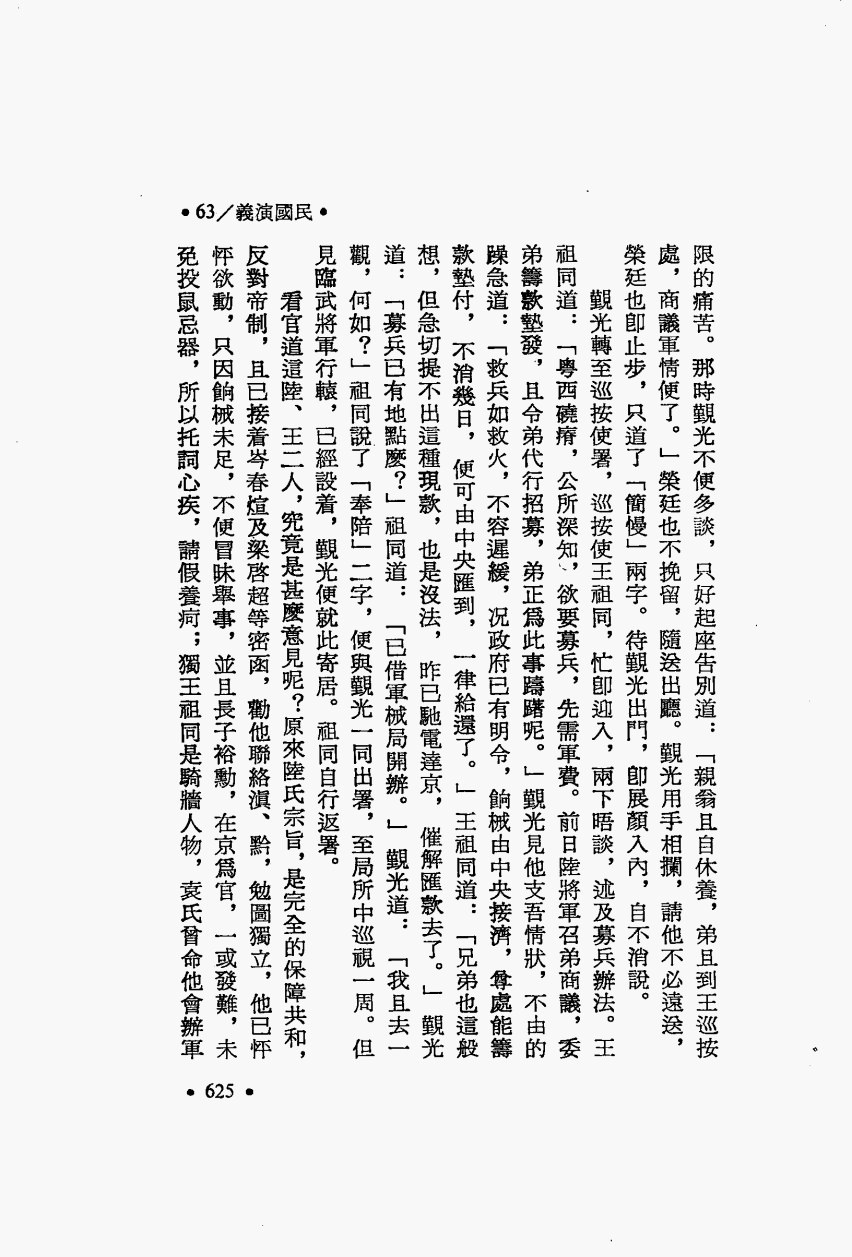 •63/義演國民•
限的痛苦。那時覲光不便多談，只好起座告別道：「親翁且自休養，弟且到王巡按
處，商議軍情便了。」榮廷也不挽留，隨送出廳。覲光用手相攔，請他不必遠送，
榮廷也即止步，只道了「簡慢」兩字。待覲光出門，即展顏入內，自不消說。
覲光轉至巡按使署，巡按使王祖同，忙即迎入，兩下晤談，述及募兵辦法。王
祖同道：「粵西磽瘠，公所深知，欲要募兵，先需軍費。前日陸將軍召弟商議，委
弟籌款墊發，且令弟代行招募，弟正爲此事躊躇呢。」覲光見他支吾情狀，不由的
躁急道：「救兵如救火，不容遲緩，況政府已有明令，餉械由中央接濟，尊處能籌
款墊付，不消幾日，便可由中央匯到，一律給還了。」王祖同道：「兄弟也這般
想，但急切提不出這種現款，也是沒法，昨已馳電達京，催解匯款去了。」覲光
道：「募兵已有地點麼？」祖同道：「已借軍械局開辦。」覲光道：「我且去一
觀，何如？」祖同說了「奉陪」二字，便與覲光一同出署，至局所中巡視一周。但
見臨武將軍行轅，已經設着，覲光便就此寄居。祖同自行返署。
看官道這陸、王二人，究竟是甚麼意見呢？原來陸氏宗旨，是完全的保障共和，
反對帝制，且已接着岑春煊及梁啓超等密函，勸他聯絡滇、黔，勉圖獨立，他已怦
怦欲動，只因餉械未足，不便冒昧舉事，並且長子裕勳，在京爲官，一或發難，未
免投鼠忌器，所以托詞心疾，請假養疴；獨王祖同是騎牆人物，袁氏曾命他會辦軍
•625•